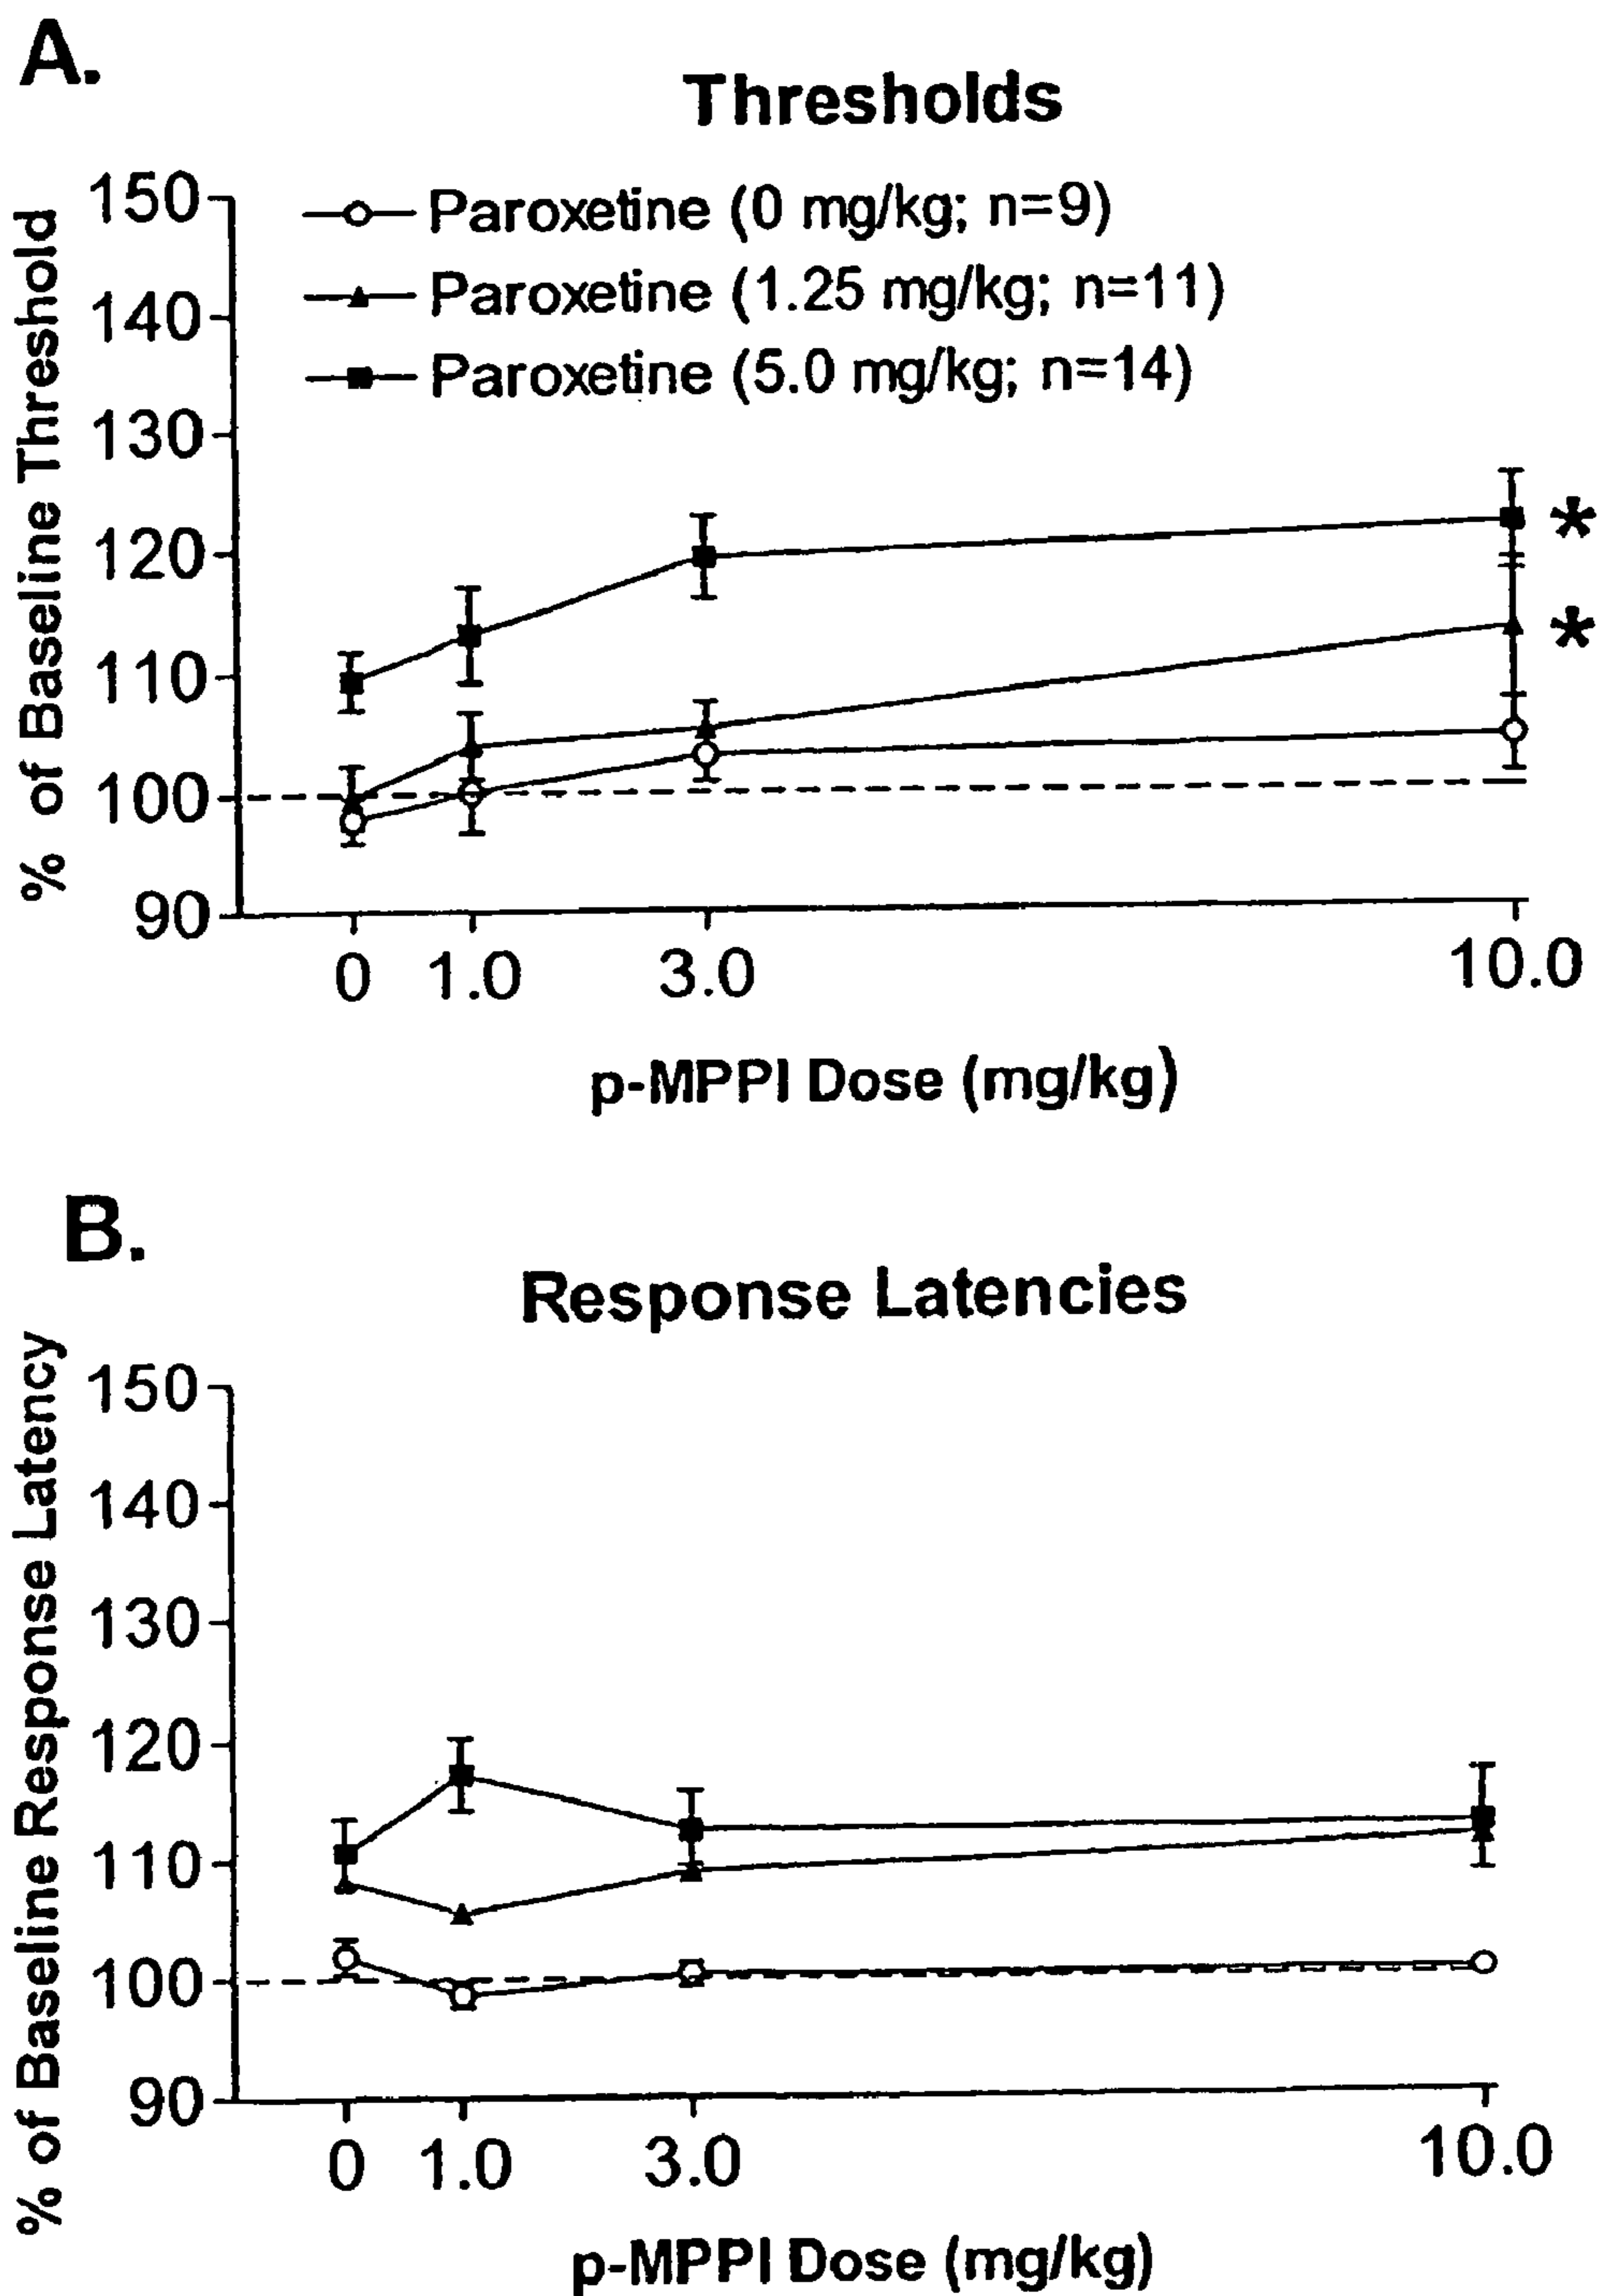 A.
Thresholds
% of Baseline Threshold
150
140
130
120
110
100
90
Paroxetine (0 mg/kg; n=9)
Paroxetine (1.25 mg/kg; n=11)
Paroxetine (5.0 mg/kg; n=14)
*
*
0 1.0 3.0 10.0
p-MPPI Dose (mg/kg)
B.
Response Latencies
% of Baseline Response Latency
150
140
130
120
110
100
90
0 1.0 3.0 10.0
p-MPPI Dose (mg/kg)